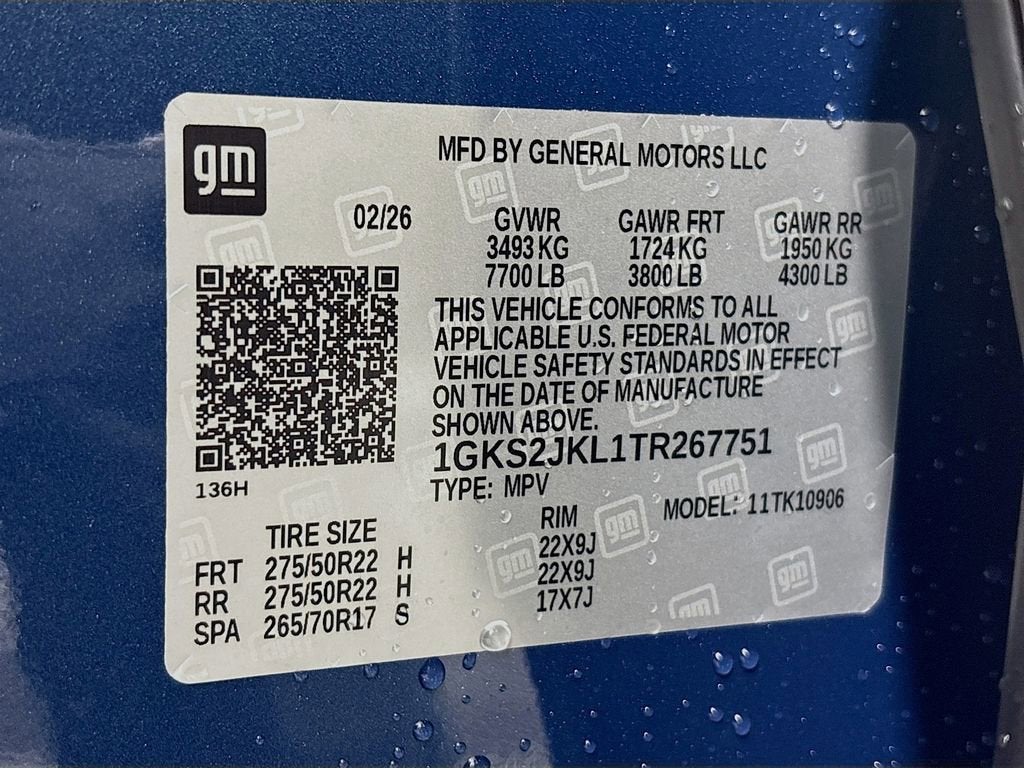 gm
MFD BY GENERAL MOTORS LLC
02/26 GVWR GAWR FRT GAWR RR
3493 KG 1724 KG 1950 KG
7700 LB 3800 LB 4300 LB
THIS VEHICLE CONFORMS TO ALL
APPLICABLE U.S. FEDERAL MOTOR
VEHICLE SAFETY STANDARDS IN EFFECT
ON THE DATE OF MANUFACTURE
SHOWN ABOVE.
1GKS2JKL1TR267751
136H
TYPE: MPV MODEL: 11TK10906
TIRE SIZE RIM
FRT 275/50R22 H 22X9J
RR 275/50R22 H 22X9J
SPA 265/70R17 S 17X7J